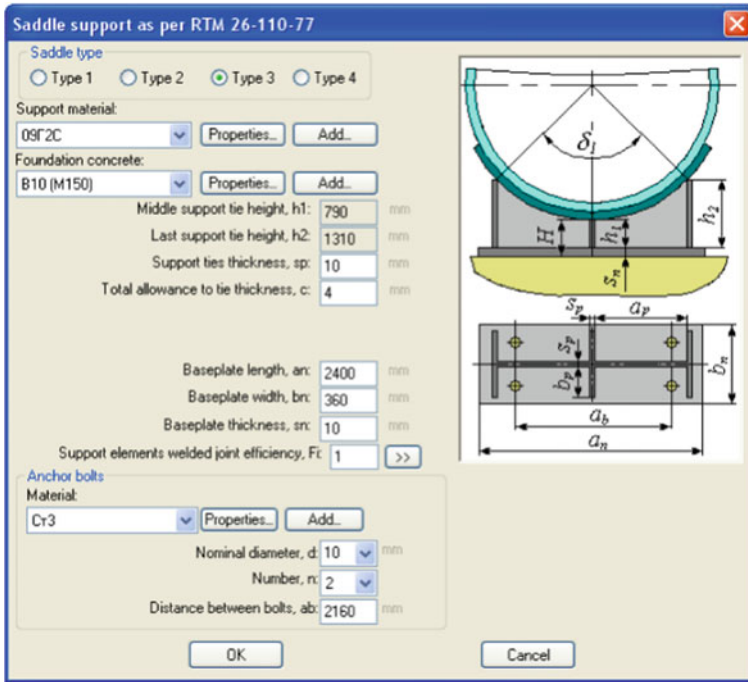 Saddle support as per RTM 26-110-77
Saddle type
Type 1 Type 2 Type 3 Type 4
Support material:
09Г2С Properties... Add...
Foundation concrete:
B10 (M150) Properties... Add...
Middle support tie height, h1: 790 mm
Last support tie height, h2: 1310 mm
Support ties thickness, sp: 10 mm
Total allowance to tie thickness, c: 4 mm
Baseplate length, an: 2400 mm
Baseplate width, bn: 360 mm
Baseplate thickness, sn: 10 mm
Support elements welded joint efficiency, Fi: 1 >>
Anchor bolts
Material:
Ст3 Properties... Add...
Nominal diameter, d: 10 mm
Number, n: 2
Distance between bolts, ab: 2160 mm
OK Cancel
δ1
H h1 h2
sn
sp ap
sp
bp bn
ab
an